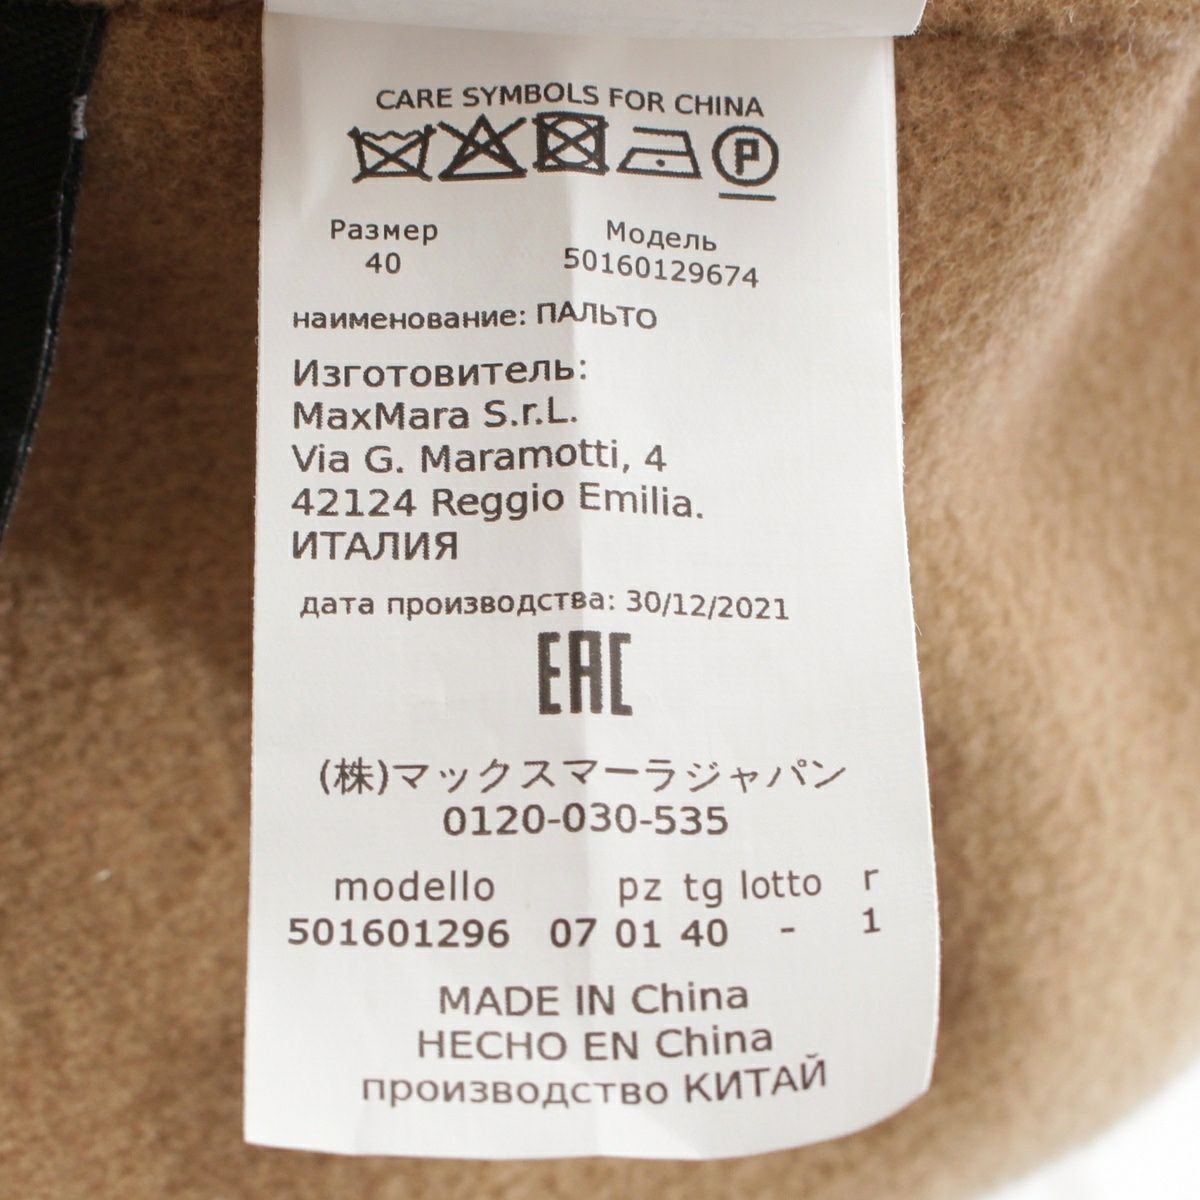 CARE SYMBOLS FOR CHINA
P
Размер Модель
40 50160129674
наименование: ПАЛЬТО
Изготовитель:
MaxMara S.r.L.
Via G. Maramotti, 4
42124 Reggio Emilia.
ИТАЛИЯ
дата производства: 30/12/2021
EAC
(株)マックスマーラジャパン
0120-030-535
modello pz tg lotto r
501601296 07 01 40 - 1
MADE IN China
HECHO EN China
производство КИТАЙ